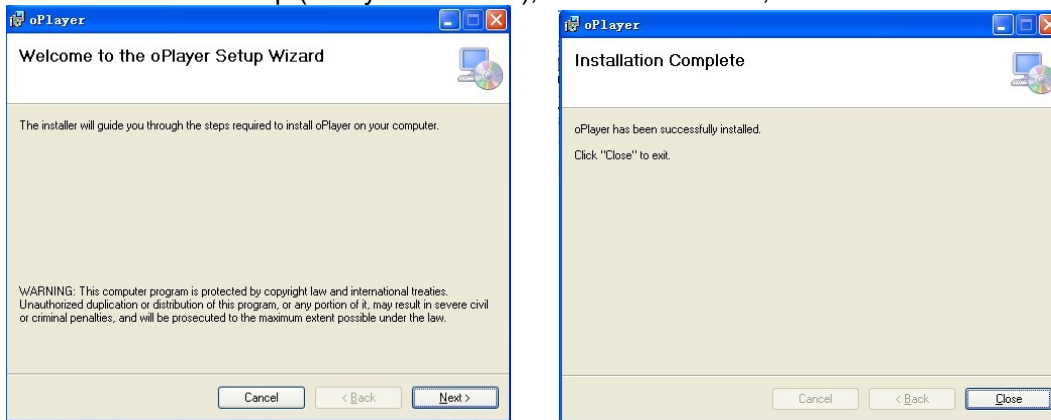 oPlayer
Welcome to the oPlayer Setup Wizard
The installer will guide you through the steps required to install oPlayer on your computer.
WARNING: This computer program is protected by copyright law and international treaties.
Unauthorized duplication or distribution of this program, or any portion of it, may result in severe civil
or criminal penalties, and will be prosecuted to the maximum extent possible under the law.
Cancel
< Back
Next >
oPlayer
Installation Complete
oPlayer has been successfully installed.
Click "Close" to exit.
Cancel
< Back
Close